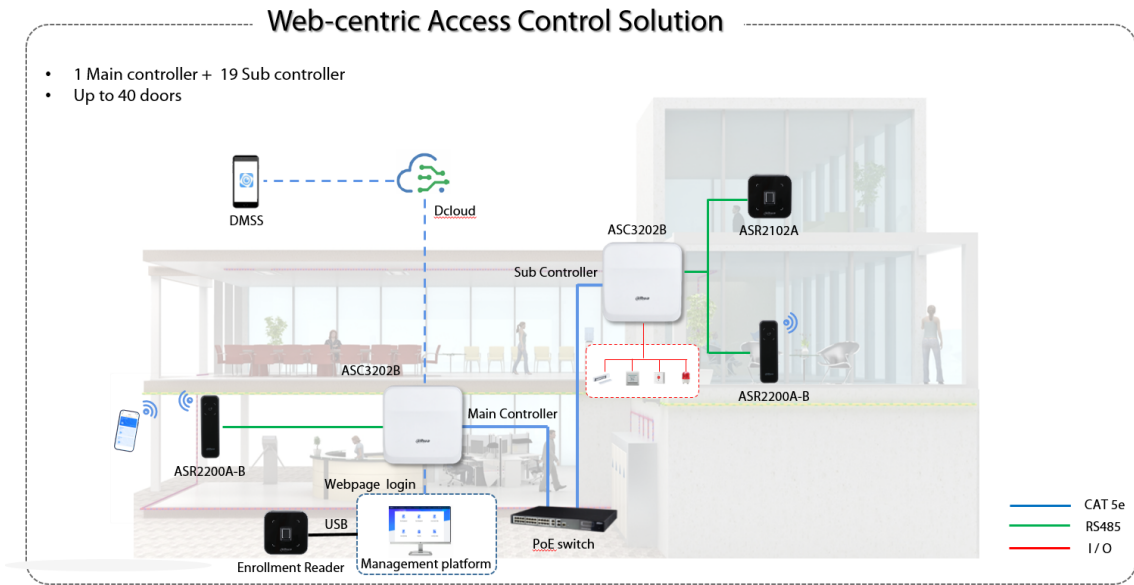 Web-centric Access Control Solution
• 1 Main controller + 19 Sub controller
• Up to 40 doors
DMSS
Dcloud
ASC3202B
ASR2102A
Sub Controller
ASC3202B
ASR2200A-B
Main Controller
ASR2200A-B
Webpage login
USB
Enrollment Reader
Management platform
PoE switch
CAT 5e
RS485
I / O